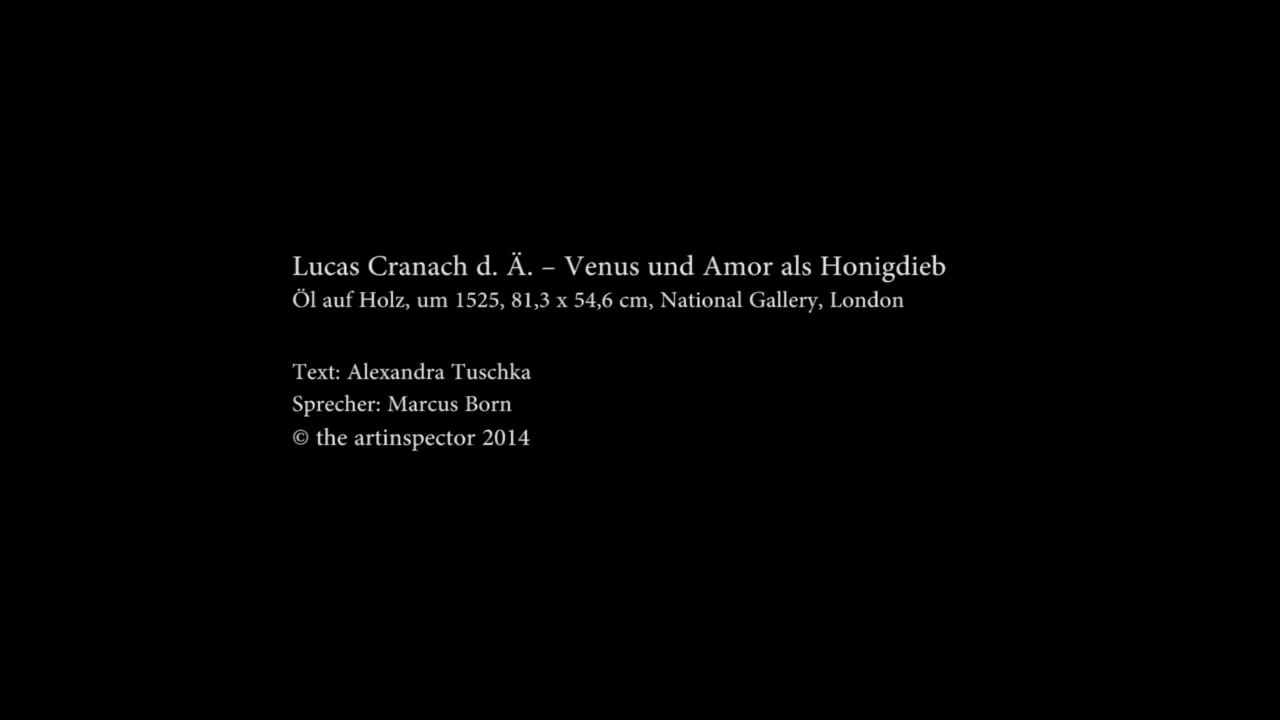 Lucas Cranach d. Ä. – Venus und Amor als Honigdieb
Öl auf Holz, um 1525, 81,3 x 54,6 cm, National Gallery, London
Text: Alexandra Tuschka
Sprecher: Marcus Born
© the artinspector 2014